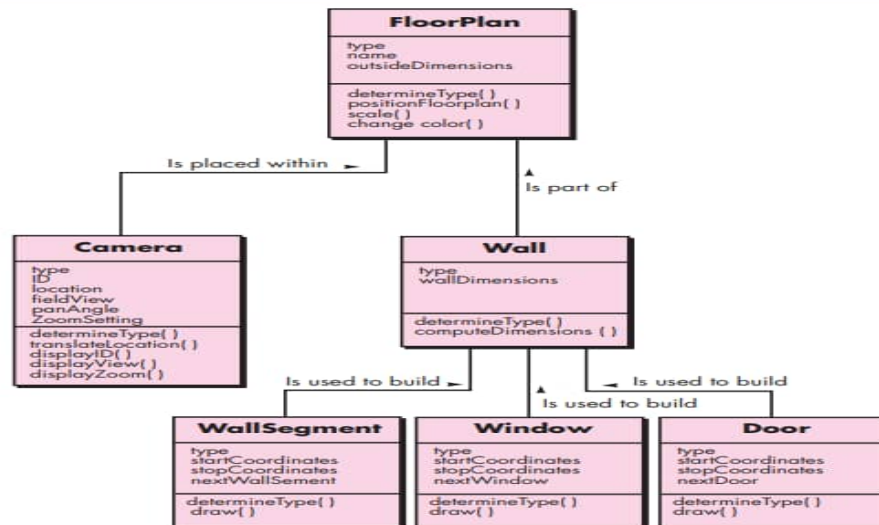 FloorPlan
type
name
outsideDimensions
determineType( )
positionFloorplan( )
scale( )
change color( )
Is placed within
Is part of
Camera
type
ID
location
fieldView
panAngle
ZoomSetting
determineType( )
translateLocation( )
displayID( )
displayView( )
displayZoom( )
Wall
type
wallDimensions
determineType( )
computeDimensions ( )
Is used to build
Is used to build
Is used to build
WallSegment
type
startCoordinates
stopCoordinates
nextWallSement
determineType( )
draw( )
Window
type
startCoordinates
stopCoordinates
nextWindow
determineType( )
draw( )
Door
type
startCoordinates
stopCoordinates
nextDoor
determineType( )
draw( )